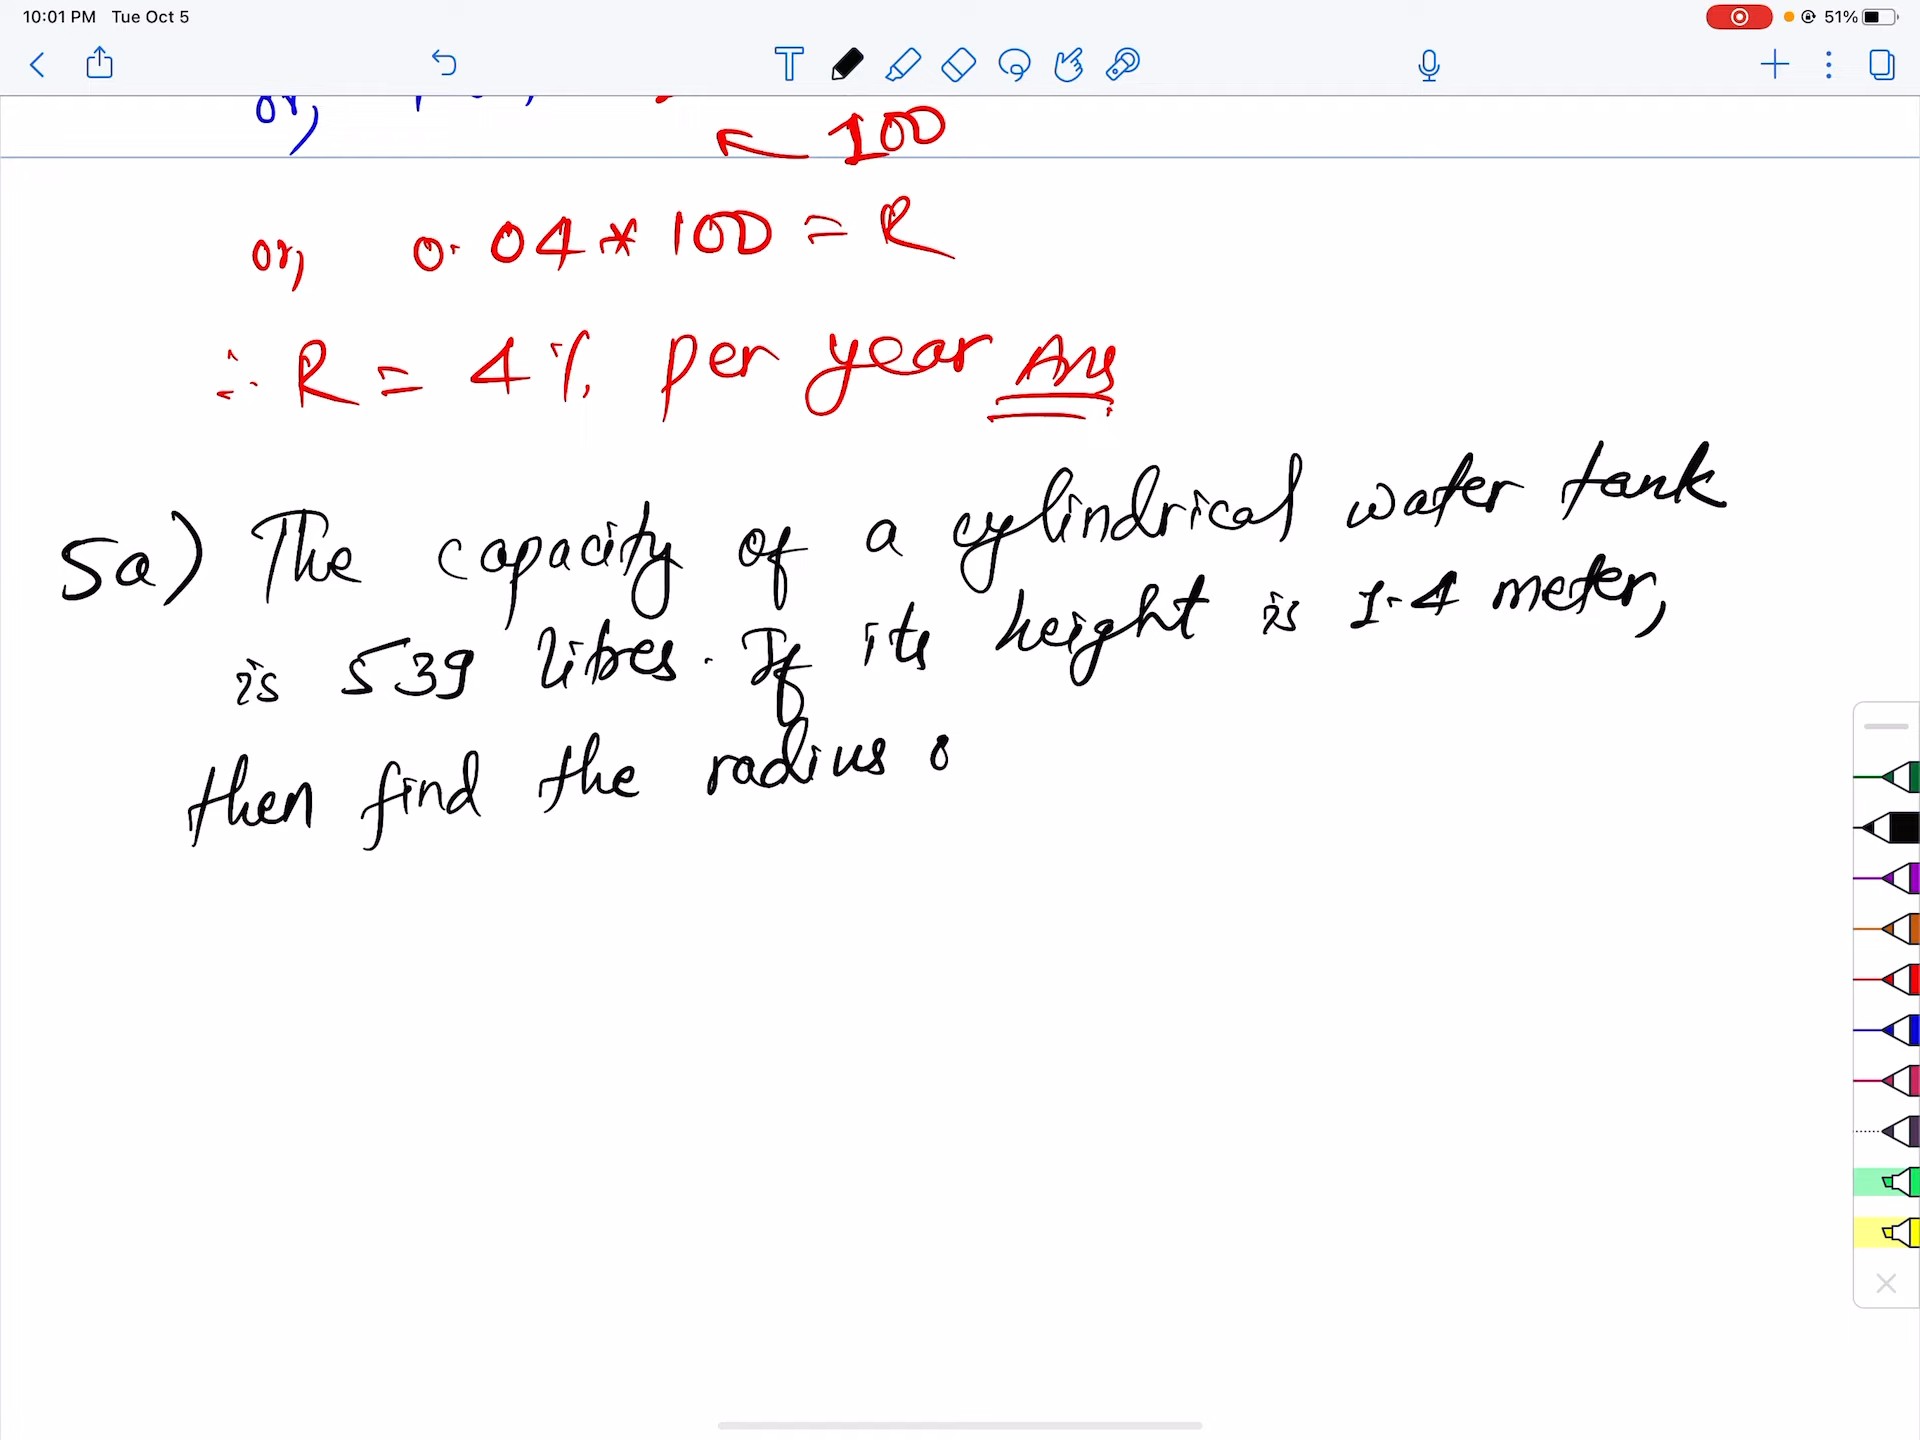 10:01 PM Tue Oct 5
51%
or,
100
or, 0.04 * 100 = R
∴ R = 4% per year Ans
5a) The capacity of a cylindrical water tank
is 539 litres. If its height is 1.4 meter,
then find the radius o